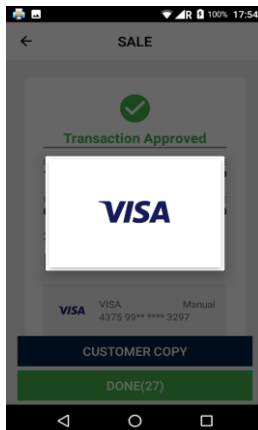 R 100% 17:54
SALE
Transaction Approved
VISA
VISA VISA Manual
4375 99** **** 3297
CUSTOMER COPY
DONE(27)